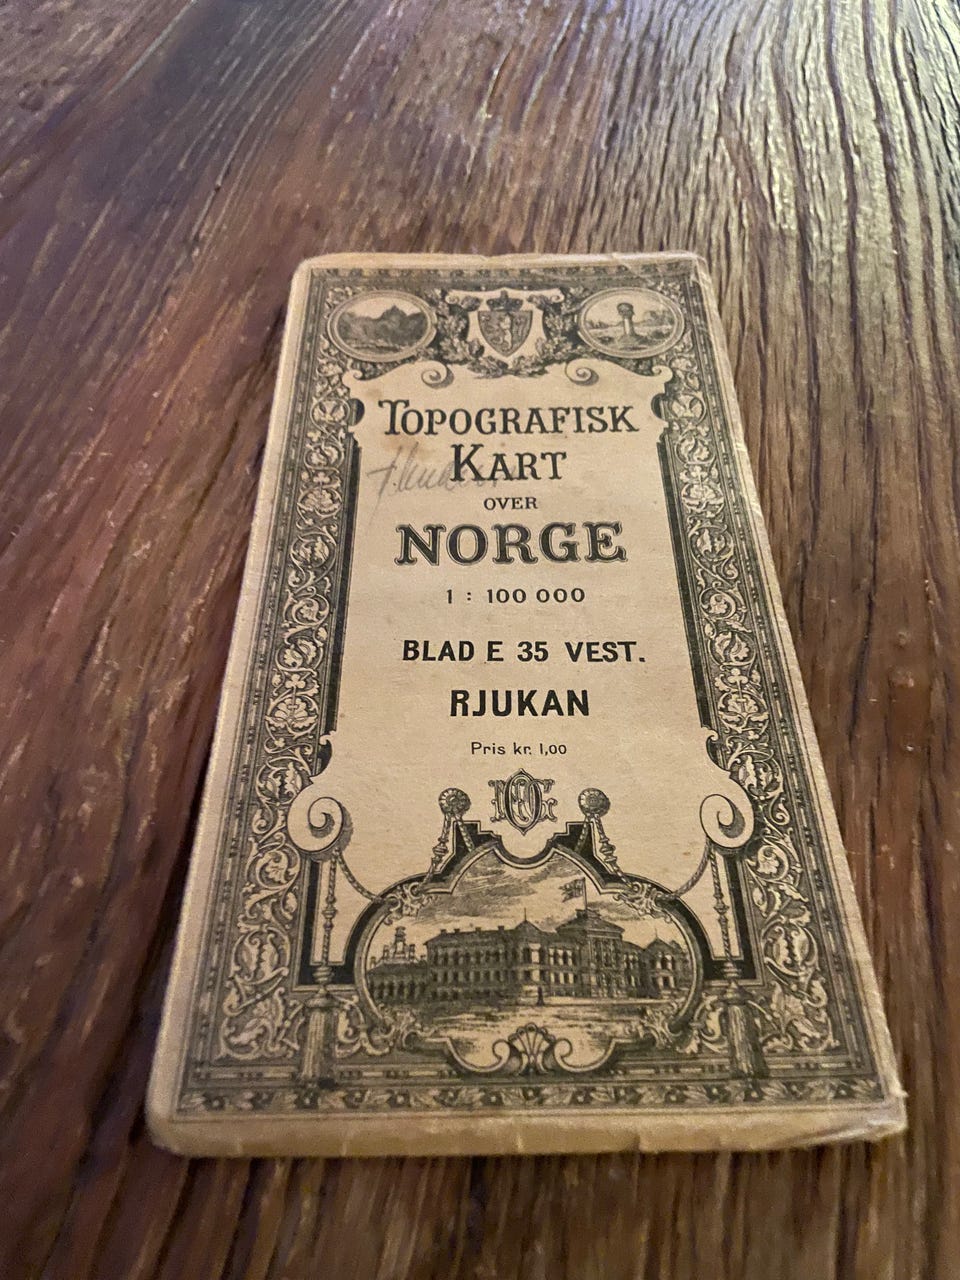 TOPOGRAFISK
KART
OVER
NORGE
1 : 100 000
BLAD E 35 VEST.
RJUKAN
Pris kr. 1,00